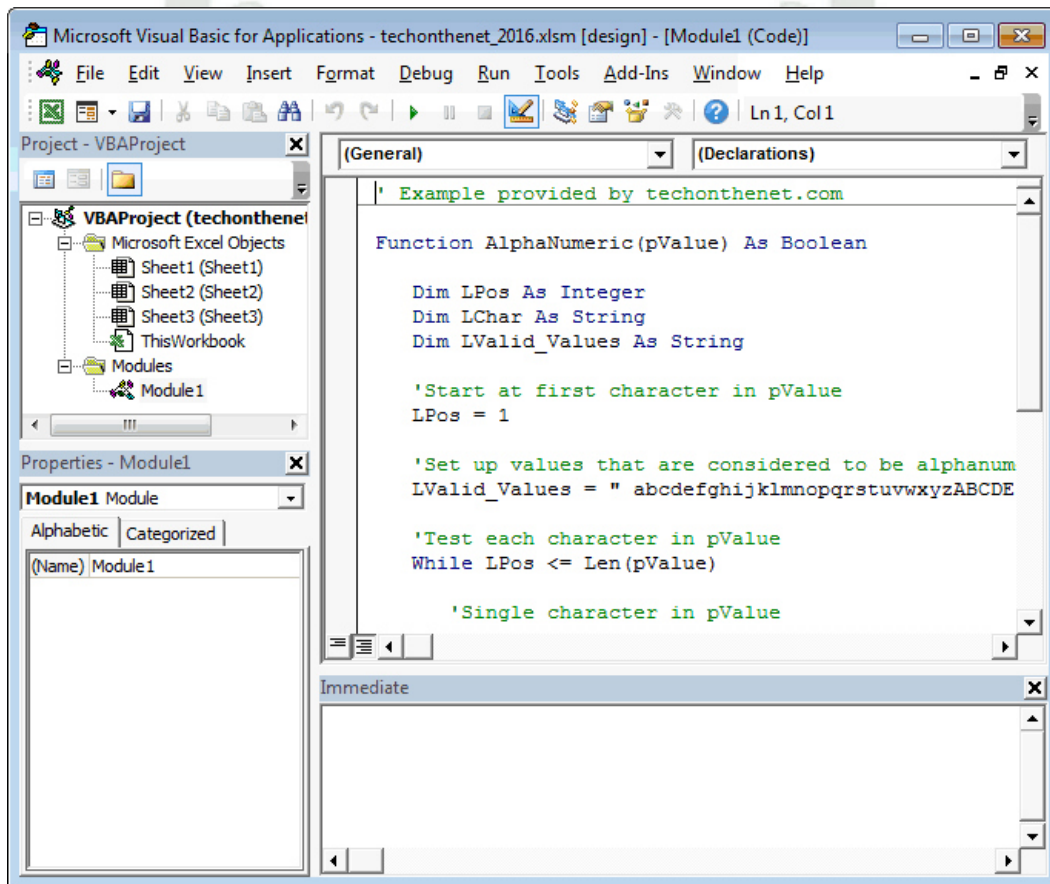 Microsoft Visual Basic for Applications - techonthenet_2016.xlsm [design] - [Module1 (Code)]
File Edit View Insert Format Debug Run Tools Add-Ins Window Help
Ln 1, Col 1
Project - VBAProject
VBAProject (techonthenet
Microsoft Excel Objects
Sheet1 (Sheet1)
Sheet2 (Sheet2)
Sheet3 (Sheet3)
ThisWorkbook
Modules
Module1
Properties - Module1
Module1 Module
Alphabetic Categorized
(Name) Module1
(General) (Declarations)
' Example provided by techonthenet.com
Function AlphaNumeric(pValue) As Boolean
Dim LPos As Integer
Dim LChar As String
Dim LValid_Values As String
'Start at first character in pValue
LPos = 1
'Set up values that are considered to be alphanum
LValid_Values = " abcdefghijklmnopqrstuvwxyzABCDE
'Test each character in pValue
While LPos <= Len(pValue)
'Single character in pValue
Immediate